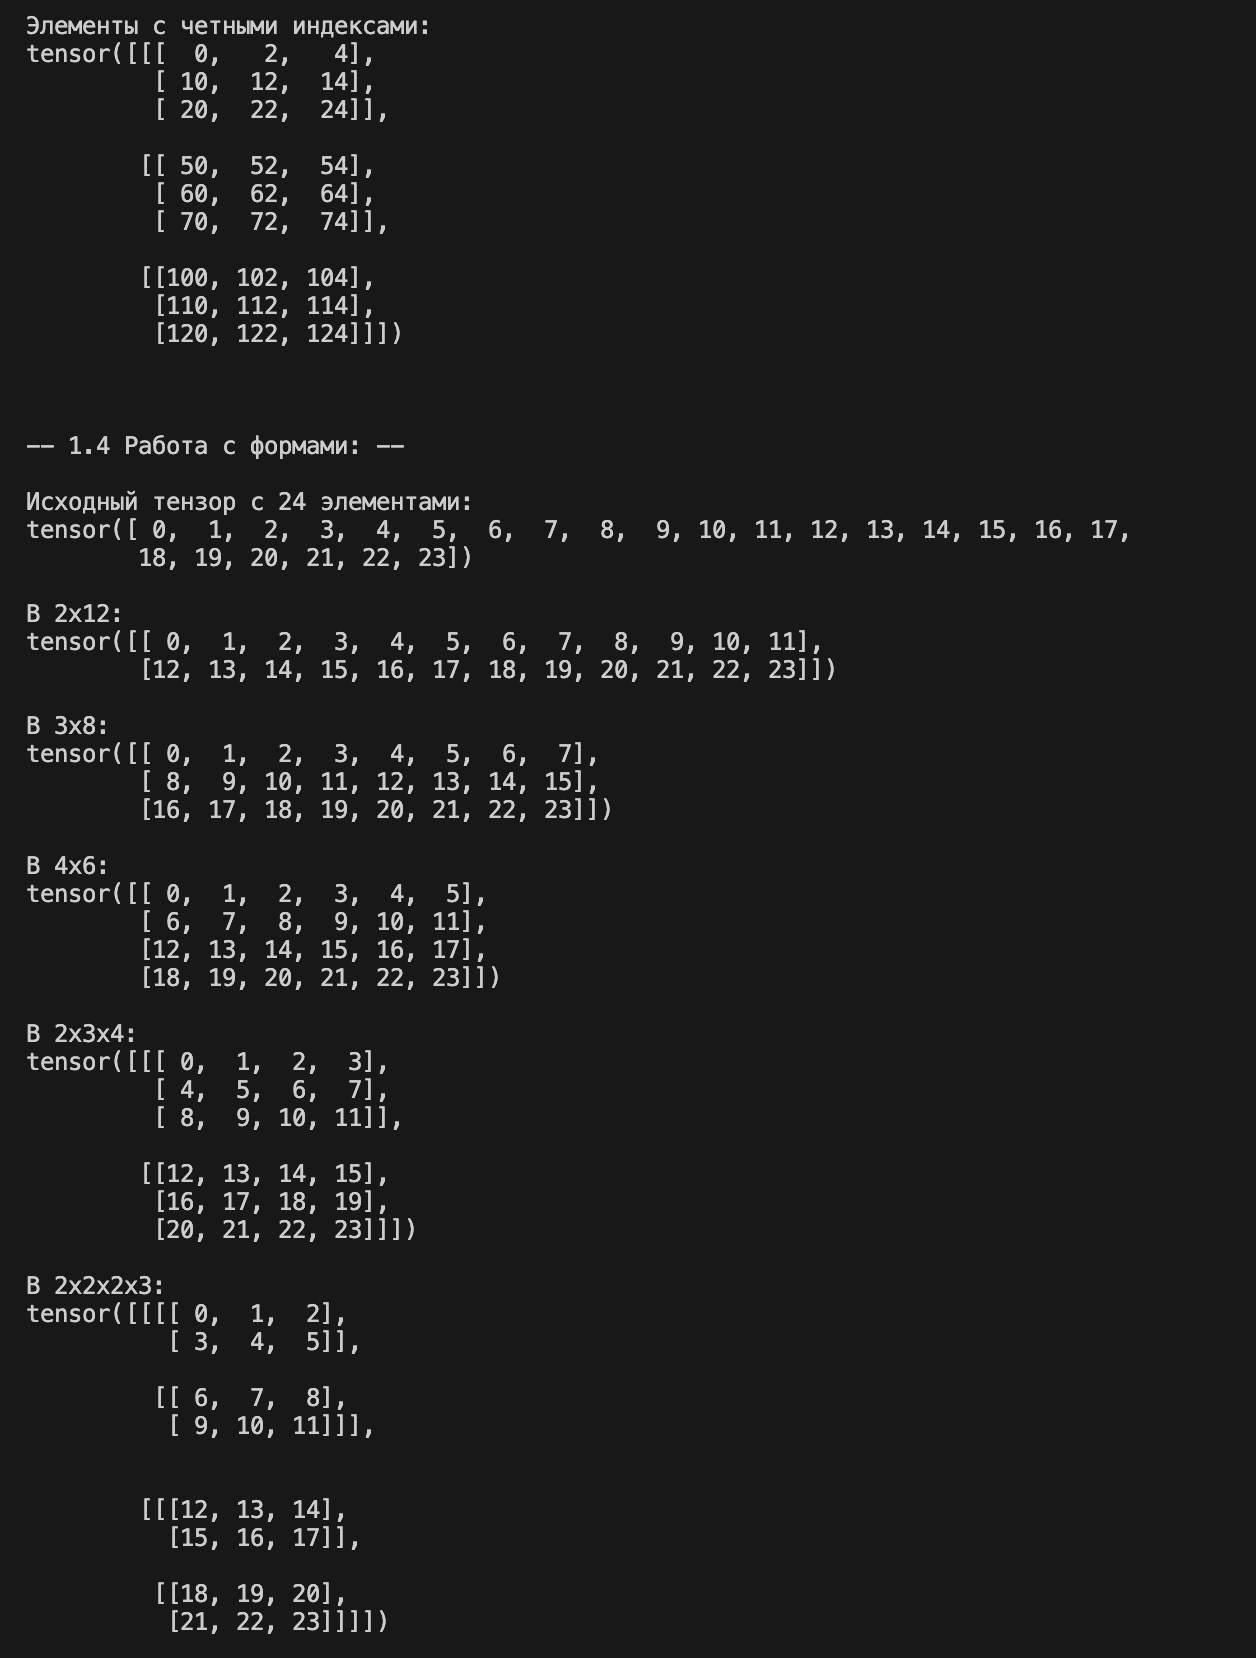 Элементы с четными индексами:
tensor([[[  0,   2,   4],
         [ 10,  12,  14],
         [ 20,  22,  24]],

        [[ 50,  52,  54],
         [ 60,  62,  64],
         [ 70,  72,  74]],

        [[100, 102, 104],
         [110, 112, 114],
         [120, 122, 124]]])

-- 1.4 Работа с формами: --

Исходный тензор с 24 элементами:
tensor([ 0,  1,  2,  3,  4,  5,  6,  7,  8,  9, 10, 11, 12, 13, 14, 15, 16, 17,
        18, 19, 20, 21, 22, 23])

В 2x12:
tensor([[ 0,  1,  2,  3,  4,  5,  6,  7,  8,  9, 10, 11],
        [12, 13, 14, 15, 16, 17, 18, 19, 20, 21, 22, 23]])

В 3x8:
tensor([[ 0,  1,  2,  3,  4,  5,  6,  7],
        [ 8,  9, 10, 11, 12, 13, 14, 15],
        [16, 17, 18, 19, 20, 21, 22, 23]])

В 4x6:
tensor([[ 0,  1,  2,  3,  4,  5],
        [ 6,  7,  8,  9, 10, 11],
        [12, 13, 14, 15, 16, 17],
        [18, 19, 20, 21, 22, 23]])

В 2x3x4:
tensor([[[ 0,  1,  2,  3],
         [ 4,  5,  6,  7],
         [ 8,  9, 10, 11]],

        [[12, 13, 14, 15],
         [16, 17, 18, 19],
         [20, 21, 22, 23]]])

В 2x2x2x3:
tensor([[[[ 0,  1,  2],
          [ 3,  4,  5]],

         [[ 6,  7,  8],
          [ 9, 10, 11]]],


        [[[12, 13, 14],
          [15, 16, 17]],

         [[18, 19, 20],
          [21, 22, 23]]]])